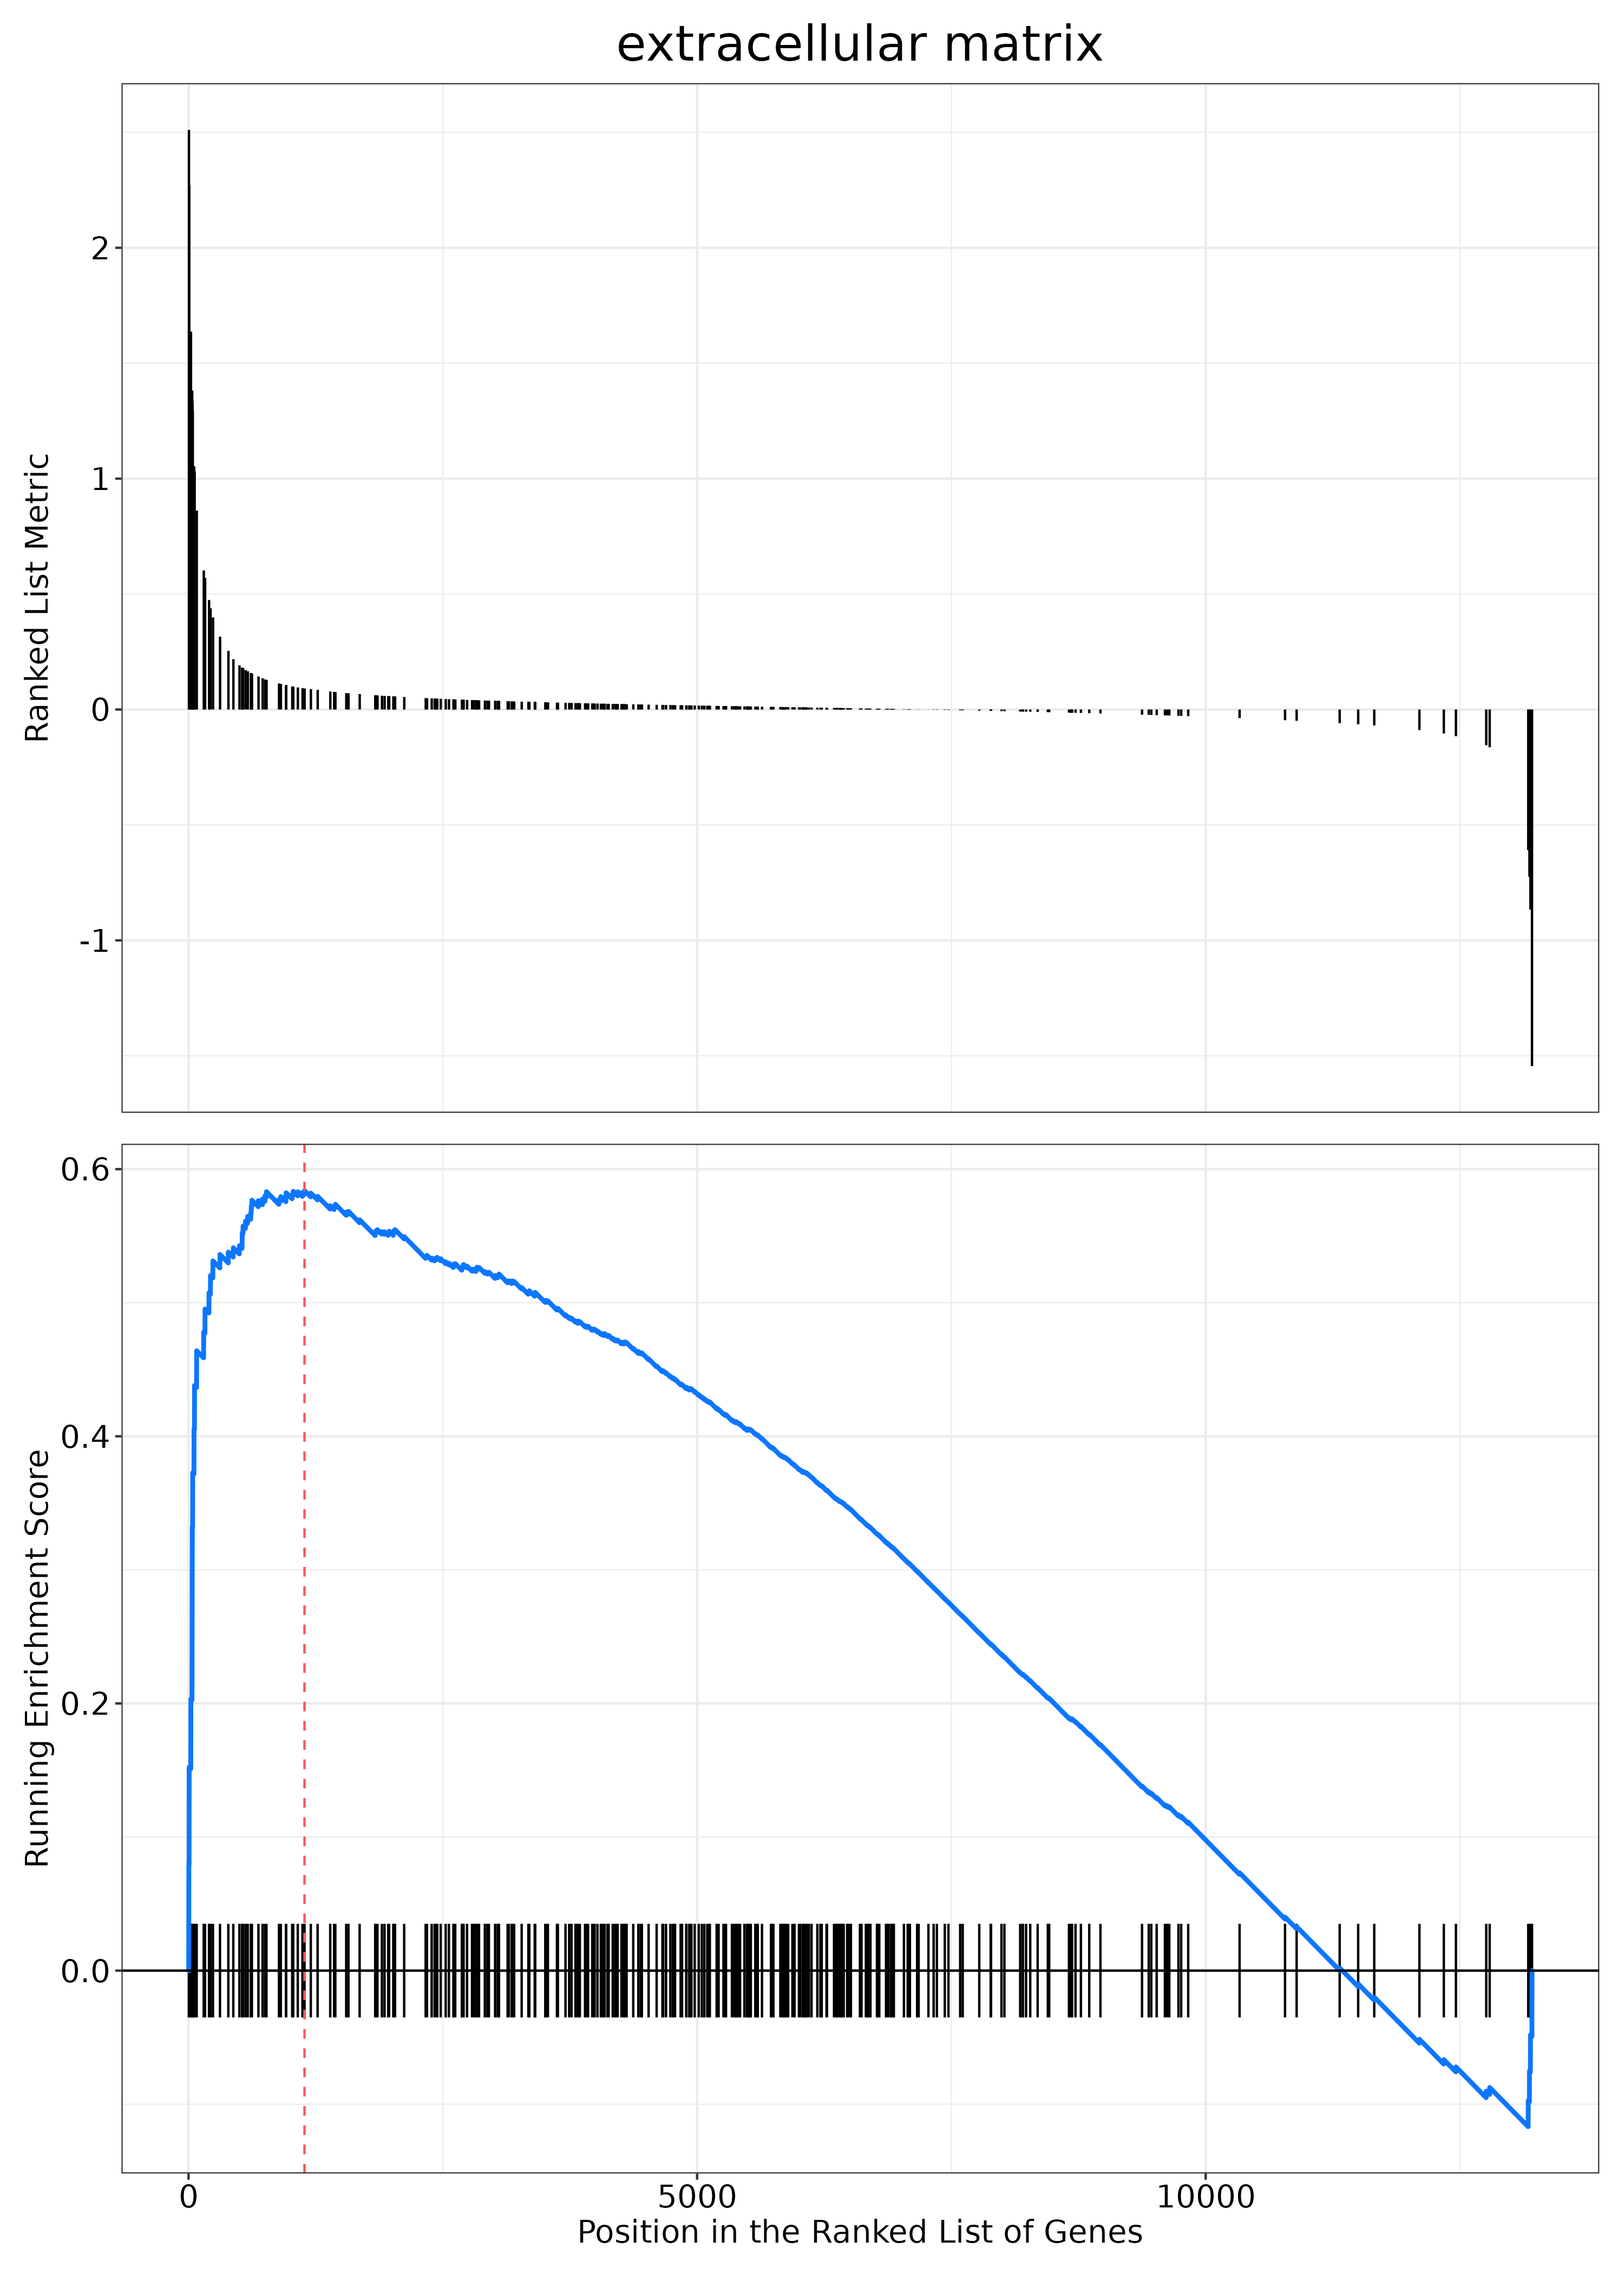 extracellular matrix
Ranked List Metric
2
1
0
-1
Running Enrichment Score
0.6
0.4
0.2
0.0
0 5000 10000
Position in the Ranked List of Genes